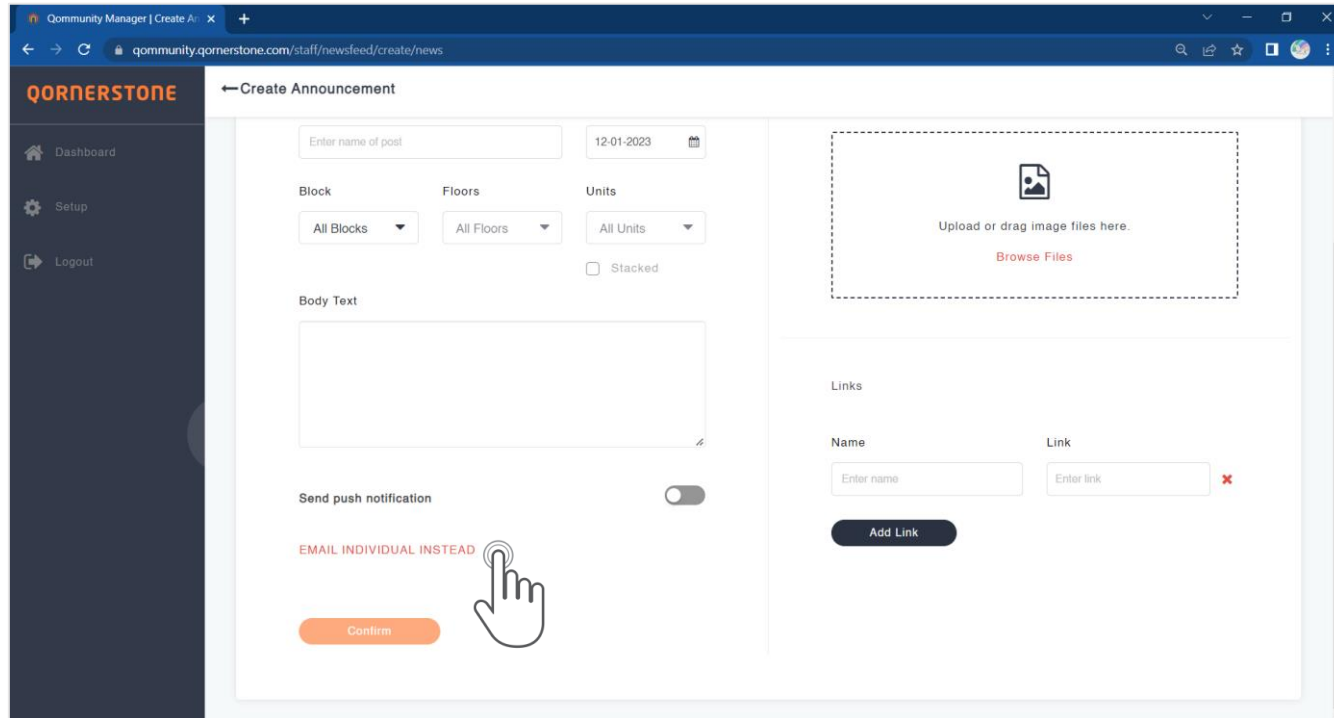 Qommunity Manager | Create An
qommunity.qornerstone.com/staff/newsfeed/create/news
QORNERSTONE
Dashboard
Setup
Logout
Create Announcement
Enter name of post
12-01-2023
Block
Floors
Units
All Blocks
All Floors
All Units
Stacked
Body Text
Send push notification
EMAIL INDIVIDUAL INSTEAD
Confirm
Upload or drag image files here.
Browse Files
Links
Name
Link
Enter name
Enter link
Add Link